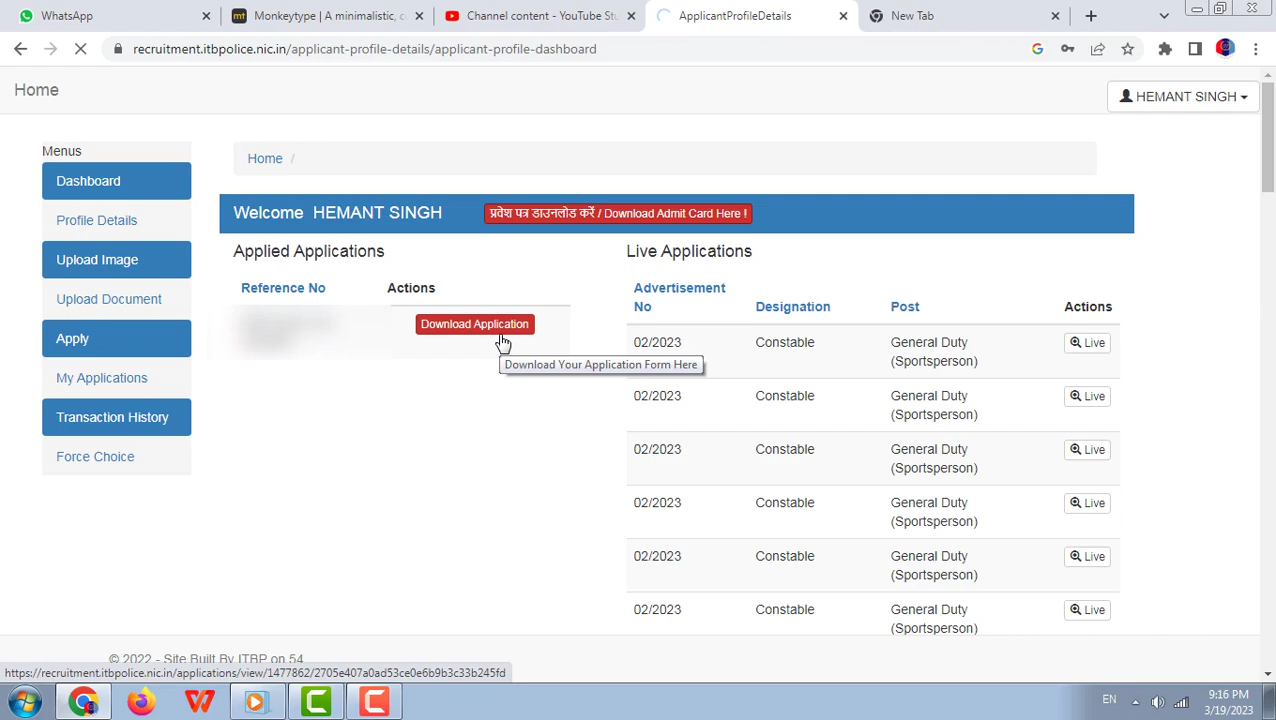 WhatsApp
Monkeytype | A minimalistic, c
Channel content - YouTube St
ApplicantProfileDetails
New Tab
recruitment.itbpolice.nic.in/applicant-profile-details/applicant-profile-dashboard
Home
HEMANT SINGH
Menus
Dashboard
Profile Details
Upload Image
Upload Document
Apply
My Applications
Transaction History
Force Choice
Home /
Welcome HEMANT SINGH
प्रवेश पत्र डाउनलोड करें / Download Admit Card Here !
Applied Applications
Reference No Actions
Download Application
Download Your Application Form Here
Live Applications
Advertisement
No Designation Post Actions
02/2023 Constable General Duty Live
(Sportsperson)
02/2023 Constable General Duty Live
(Sportsperson)
02/2023 Constable General Duty Live
(Sportsperson)
02/2023 Constable General Duty Live
(Sportsperson)
02/2023 Constable General Duty Live
(Sportsperson)
02/2023 Constable General Duty Live
(Sportsperson)
© 2022 - Site Built By ITBP on 54
https://recruitment.itbpolice.nic.in/applications/view/1477862/2705e407a0ad53ce0e6b9b3c33b245fd
EN
9:16 PM
3/19/2023